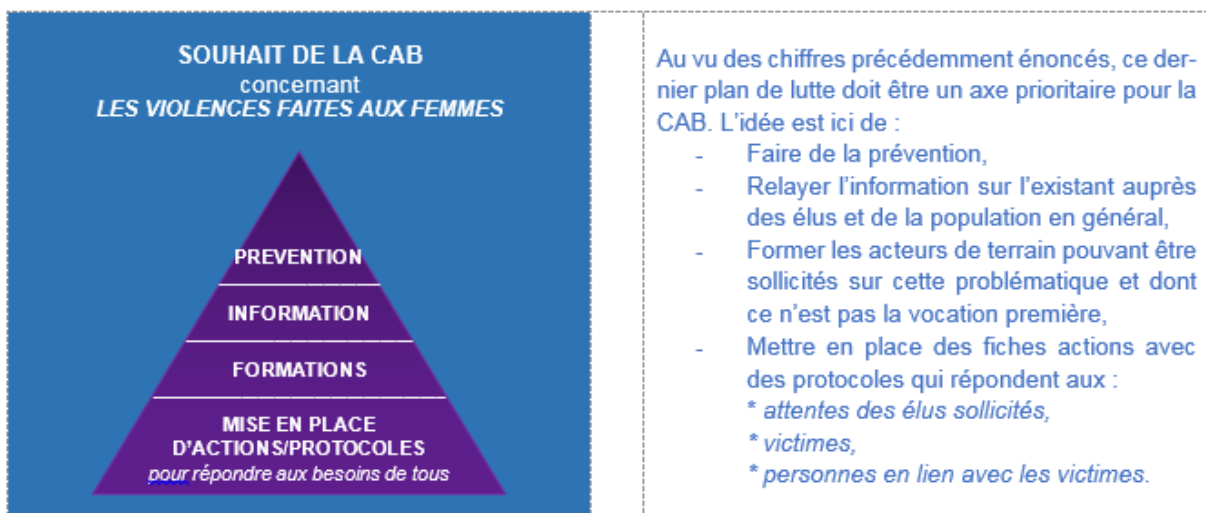 SOUHAIT DE LA CAB
concernant
LES VIOLENCES FAITES AUX FEMMES
PREVENTION
INFORMATION
FORMATIONS
MISE EN PLACE
D'ACTIONS/PROTOCOLES
pour répondre aux besoins de tous
Au vu des chiffres précédemment énoncés, ce der-
nier plan de lutte doit être un axe prioritaire pour la
CAB. L'idée est ici de :
- Faire de la prévention,
- Relayer l'information sur l'existant auprès
des élus et de la population en général,
- Former les acteurs de terrain pouvant être
sollicités sur cette problématique et dont
ce n'est pas la vocation première,
- Mettre en place des fiches actions avec
des protocoles qui répondent aux :
* attentes des élus sollicités,
* victimes,
* personnes en lien avec les victimes.